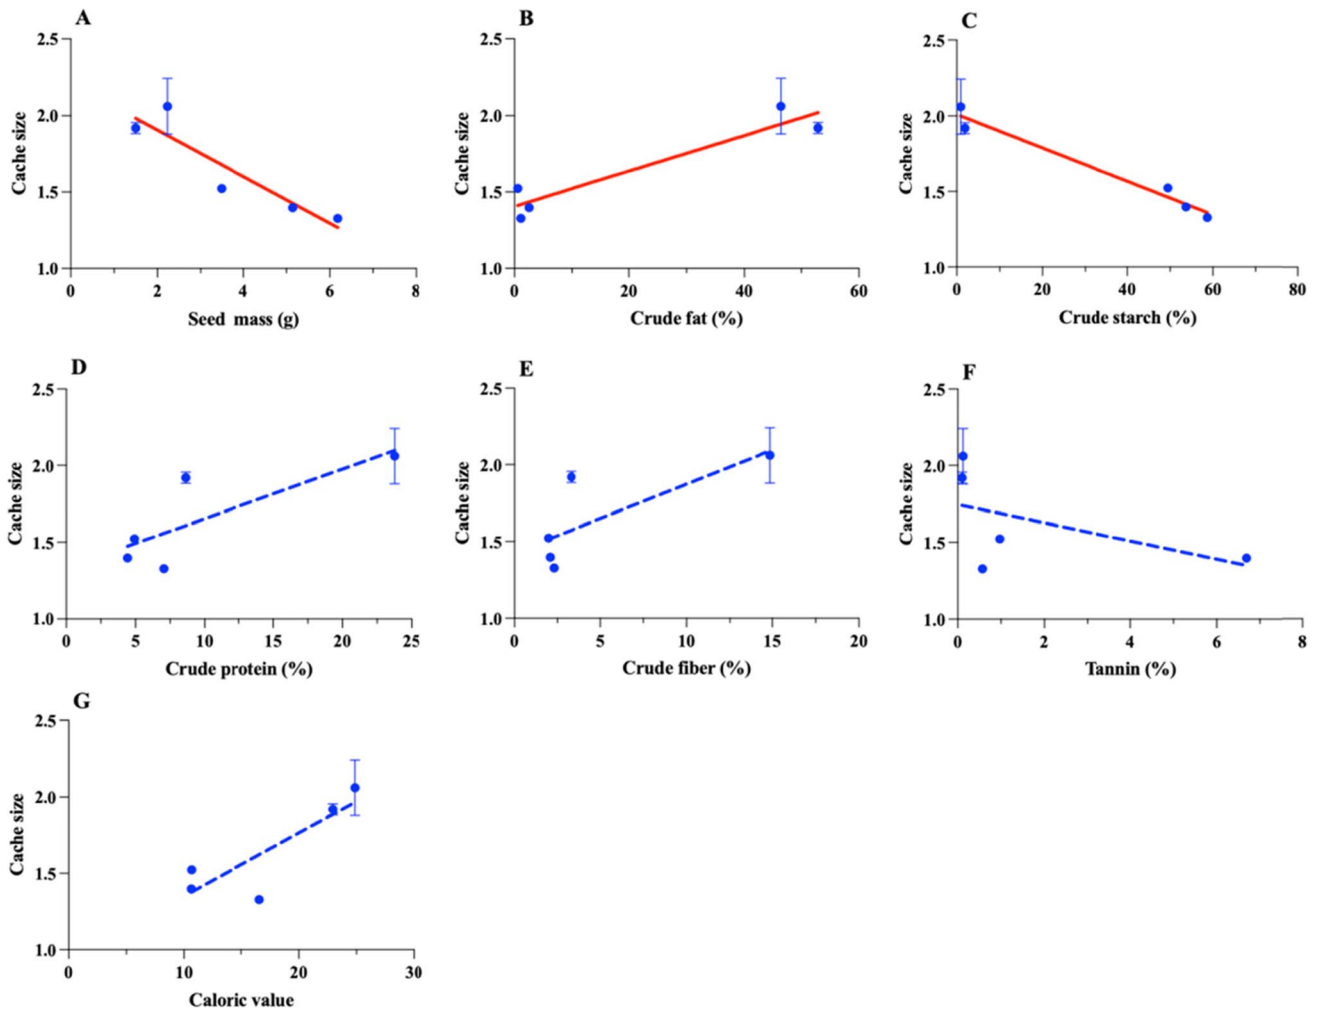 A
B
C
2.5
2.0
1.5
1.0
Cache size
0
2
4
6
8
Seed mass (g)
2.5
2.0
1.5
1.0
Cache size
0
20
40
60
Crude fat (%)
2.5
2.0
1.5
1.0
Cache size
0
20
40
60
80
Crude starch (%)
D
E
F
2.5
2.0
1.5
1.0
Cache size
0
5
10
15
20
25
Crude protein (%)
2.5
2.0
1.5
1.0
Cache size
0
5
10
15
20
Crude fiber (%)
2.5
2.0
1.5
1.0
Cache size
0
2
4
6
8
Tannin (%)
G
2.5
2.0
1.5
1.0
Cache size
0
10
20
30
Caloric value